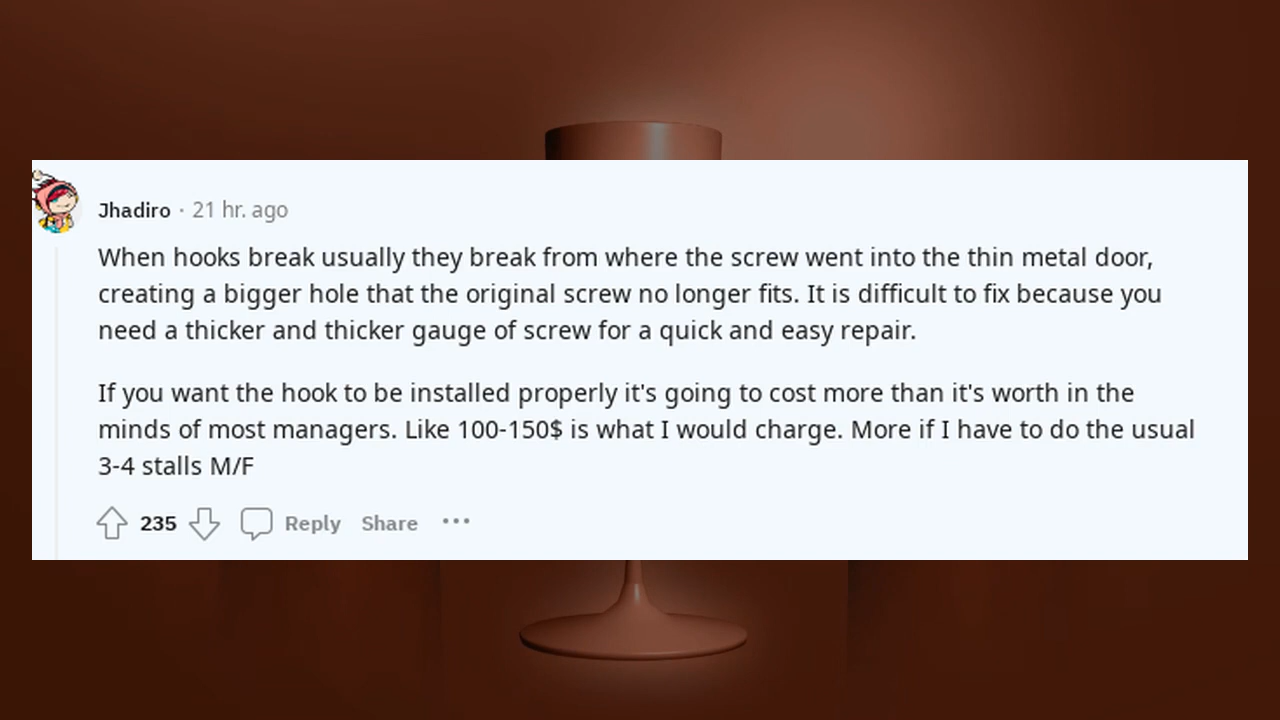 Jhadiro · 21 hr. ago
When hooks break usually they break from where the screw went into the thin metal door,
creating a bigger hole that the original screw no longer fits. It is difficult to fix because you
need a thicker and thicker gauge of screw for a quick and easy repair.
If you want the hook to be installed properly it's going to cost more than it's worth in the
minds of most managers. Like 100-150$ is what I would charge. More if I have to do the usual
3-4 stalls M/F
235 Reply Share ···